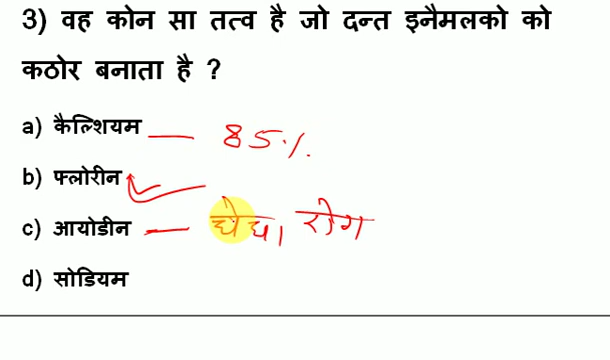 3) वह कोन सा तत्व है जो दन्त इनैमलको को
कठोर बनाता है ?
a) कैल्शियम — 85%.
b) फ्लोरीन
c) आयोडीन — घेघा रोग
d) सोडियम